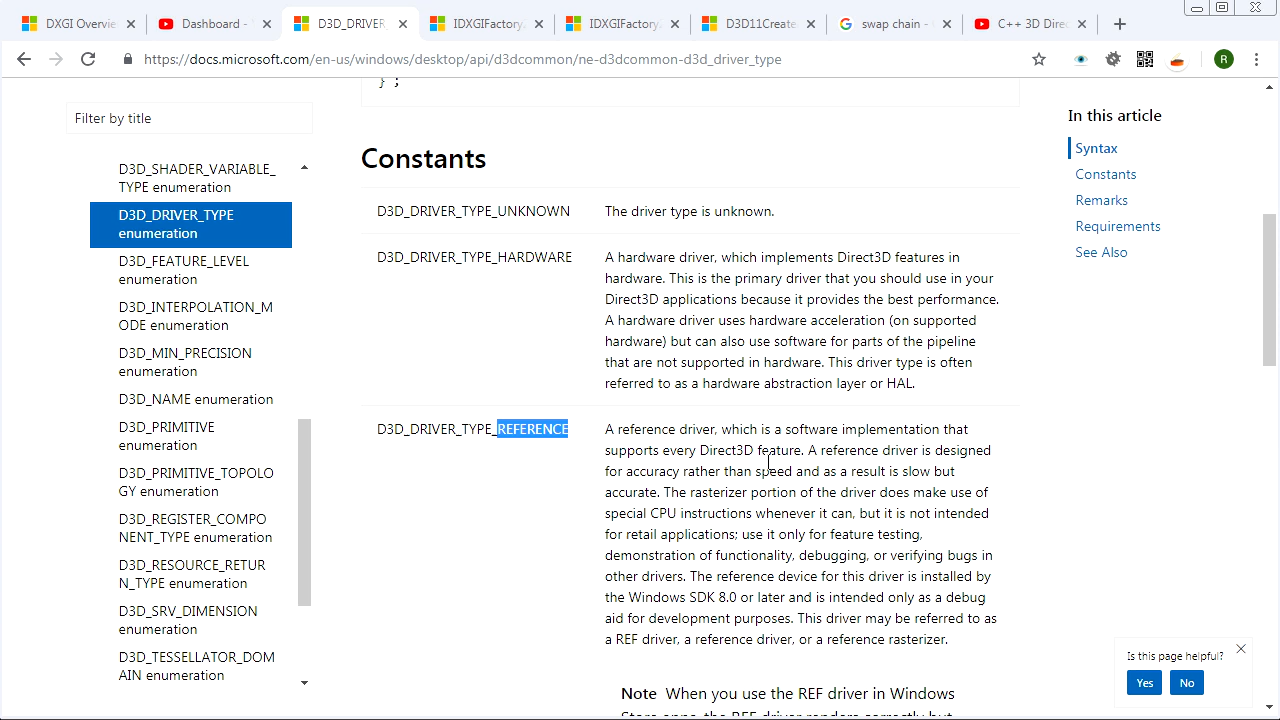 DXGI Overvie
Dashboard -
D3D_DRIVER_
IDXGIFactory
IDXGIFactory
D3D11Create
swap chain -
C++ 3D Direc
https://docs.microsoft.com/en-us/windows/desktop/api/d3dcommon/ne-d3dcommon-d3d_driver_type
R
Filter by title
D3D_SHADER_VARIABLE_
TYPE enumeration
D3D_DRIVER_TYPE
enumeration
D3D_FEATURE_LEVEL
enumeration
D3D_INTERPOLATION_M
ODE enumeration
D3D_MIN_PRECISION
enumeration
D3D_NAME enumeration
D3D_PRIMITIVE
enumeration
D3D_PRIMITIVE_TOPOLO
GY enumeration
D3D_REGISTER_COMPO
NENT_TYPE enumeration
D3D_RESOURCE_RETUR
N_TYPE enumeration
D3D_SRV_DIMENSION
enumeration
D3D_TESSELLATOR_DOM
AIN enumeration
} ;
Constants
D3D_DRIVER_TYPE_UNKNOWN
The driver type is unknown.
D3D_DRIVER_TYPE_HARDWARE
A hardware driver, which implements Direct3D features in
hardware. This is the primary driver that you should use in your
Direct3D applications because it provides the best performance.
A hardware driver uses hardware acceleration (on supported
hardware) but can also use software for parts of the pipeline
that are not supported in hardware. This driver type is often
referred to as a hardware abstraction layer or HAL.
D3D_DRIVER_TYPE_REFERENCE
A reference driver, which is a software implementation that
supports every Direct3D feature. A reference driver is designed
for accuracy rather than speed and as a result is slow but
accurate. The rasterizer portion of the driver does make use of
special CPU instructions whenever it can, but it is not intended
for retail applications; use it only for feature testing,
demonstration of functionality, debugging, or verifying bugs in
other drivers. The reference device for this driver is installed by
the Windows SDK 8.0 or later and is intended only as a debug
aid for development purposes. This driver may be referred to as
a REF driver, a reference driver, or a reference rasterizer.
Note When you use the REF driver in Windows
Store apps, the REF driver renders correctly but
In this article
Syntax
Constants
Remarks
Requirements
See Also
Is this page helpful?
Yes
No